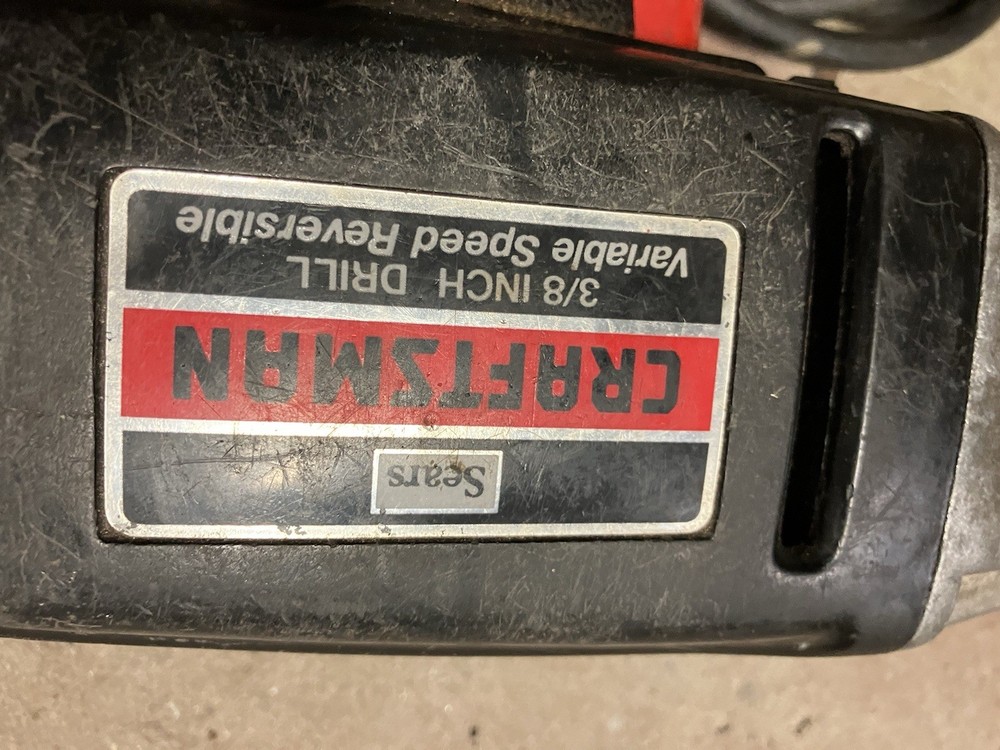 Sears
CRAFTSMAN
3/8 INCH DRILL
Variable Speed Reversible